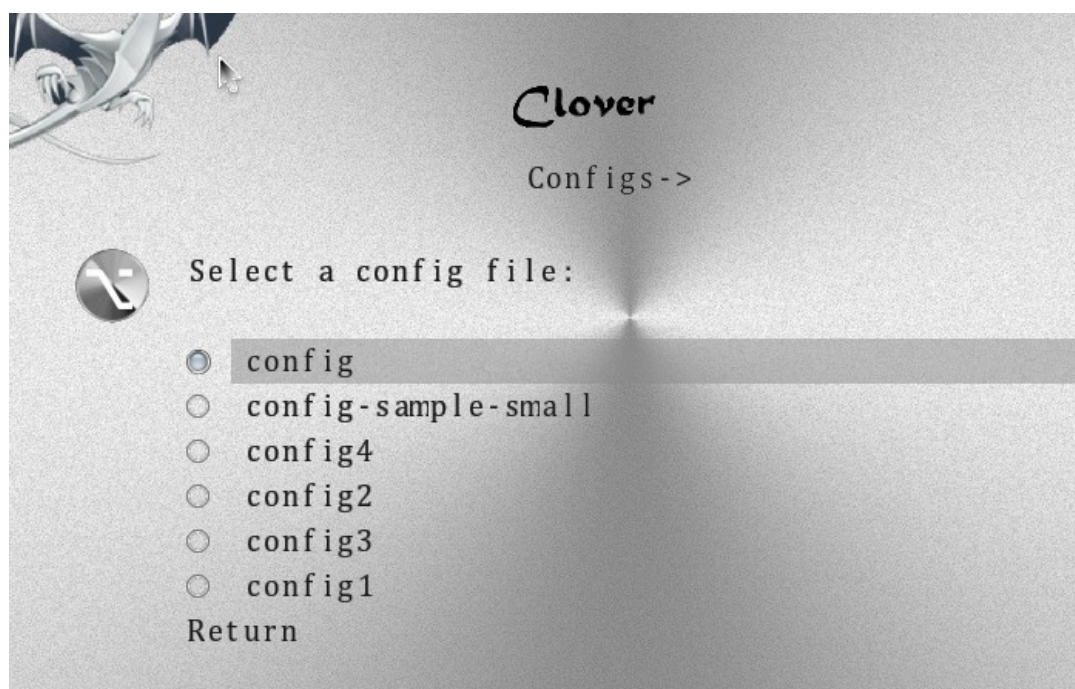 Clover
Configs->
Select a config file:
config
config-sample-small
config4
config2
config3
config1
Return